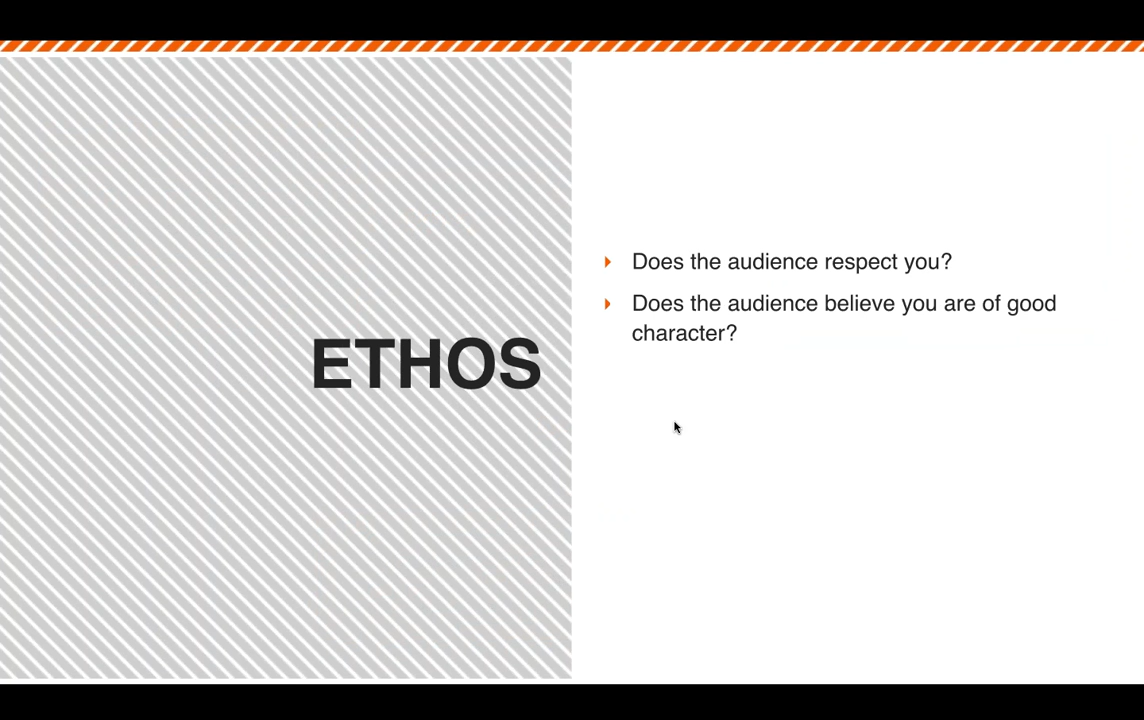 ETHOS
Does the audience respect you?
Does the audience believe you are of good
character?